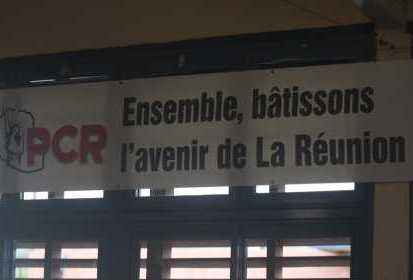 PCR
Ensemble, bâtissons
l'avenir de La Réunion